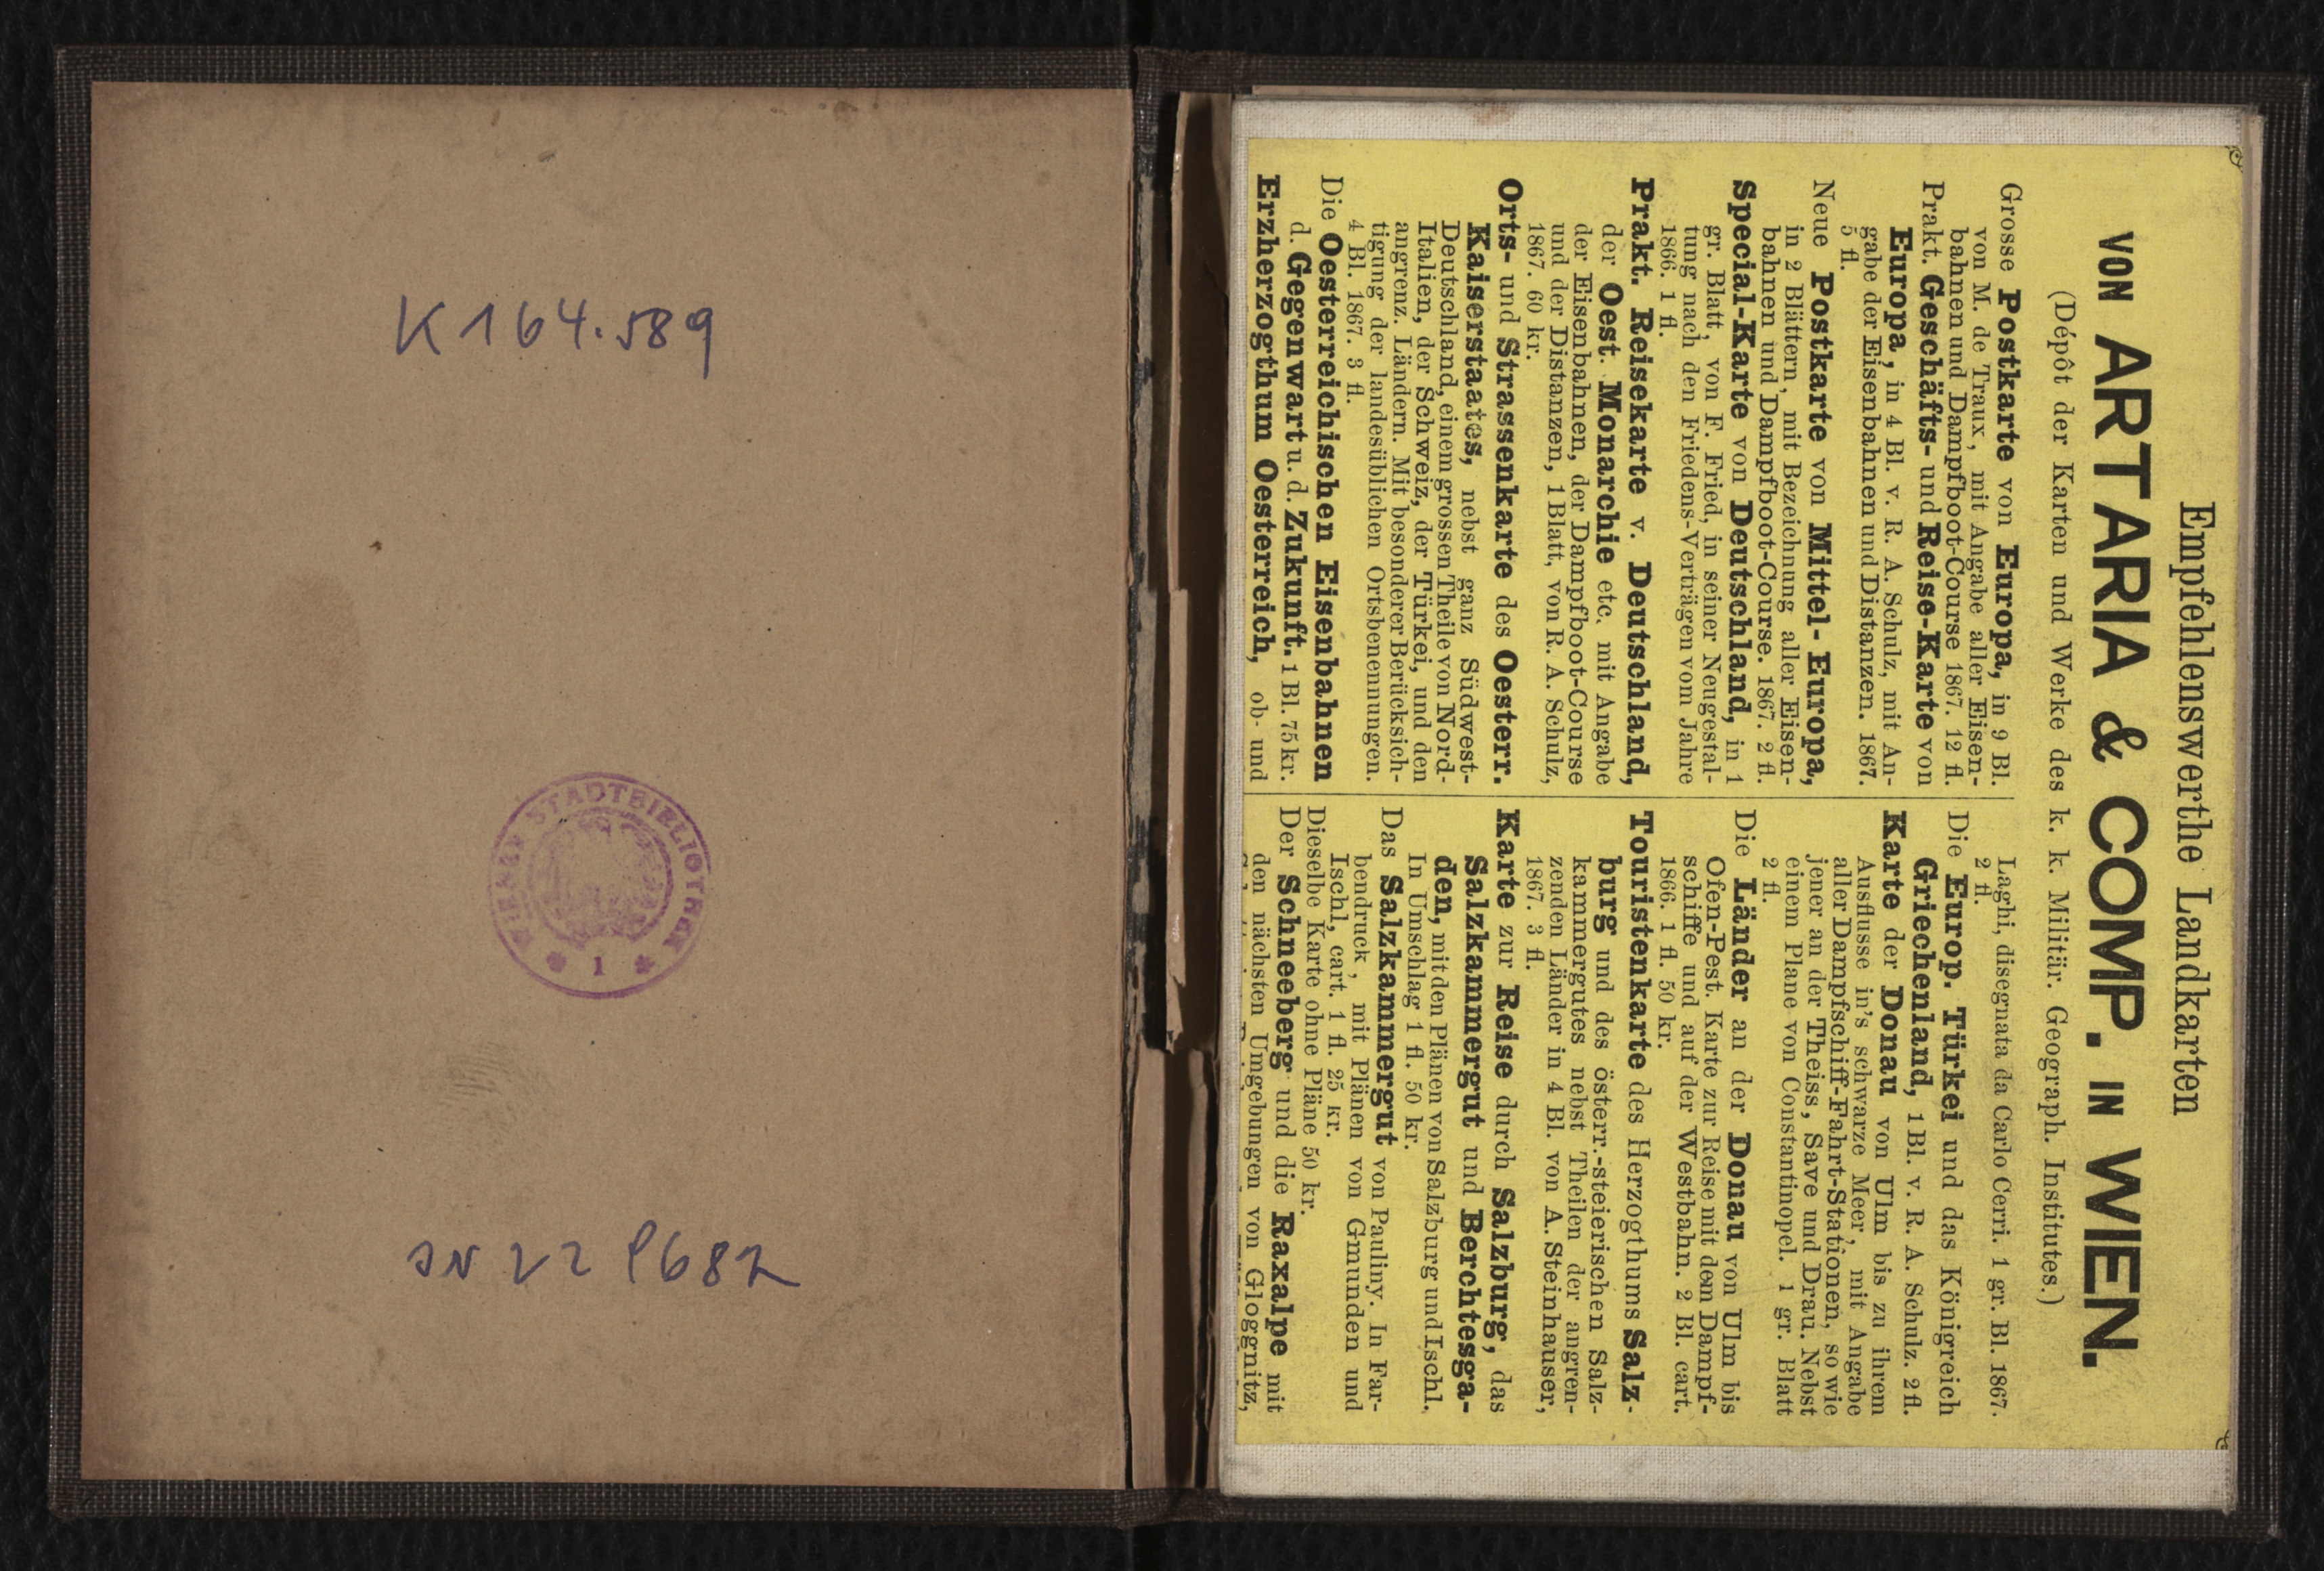 K 164.589
WIENER STADTBIBLIOTHEK
* 1 *
JN 22 8682
Empfehlenswerthe Landkarten
VON ARTARIA & COMP. IN WIEN.
(Dépôt der Karten und Werke des k. k. Militär. Geograph. Institutes.)
Grosse Postkarte von Europa, in 9 Bl.
von M. de Traux, mit Angabe aller Eisen-
bahnen und Dampfboot-Course 1867. 12 fl.
Prakt. Geschäfts- und Reise-Karte von
Europa, in 4 Bl. v. R. A. Schulz, mit An-
gabe der Eisenbahnen und Distanzen. 1867.
5 fl.
Neue Postkarte von Mittel-Europa,
in 2 Blättern, mit Bezeichnung aller Eisen-
bahnen und Dampfboot-Course. 1867. 2 fl.
Special-Karte von Deutschland, in 1
gr. Blatt, von F. Fried, in seiner Neugestal-
tung nach den Friedens-Verträgen vom Jahre
1866. 1 fl.
Prakt. Reisekarte v. Deutschland,
der Oest. Monarchie etc. mit Angabe
der Eisenbahnen, der Dampfboot-Course
und der Distanzen, 1 Blatt, von R. A. Schulz,
1867. 60 kr.
Orts- und Strassenkarte des Oesterr.
Kaiserstaates, nebst ganz Südwest-
Deutschland, einem grossen Theile von Nord-
Italien, der Schweiz, der Türkei, und den
angrenz. Ländern. Mit besonderer Berücksich-
tigung der landesüblichen Ortsbenennungen.
4 Bl. 1867. 3 fl.
Die Oesterreichischen Eisenbahnen
d. Gegenwart u. d. Zukunft. 1 Bl. 75 kr.
Erzherzogthum Oesterreich, ob- und
Laghi, disegnata da Carlo Cerri. 1 gr. Bl. 1867.
2 fl.
Die Europ. Türkei und das Königreich
Griechenland, 1 Bl. v. R. A. Schulz. 2 fl.
Karte der Donau von Ulm bis zu ihrem
Ausflusse in's schwarze Meer, mit Angabe
aller Dampfschiff-Fahrt-Stationen, so wie
jener an der Theiss, Save und Drau. Nebst
einem Plane von Constantinopel. 1 gr. Blatt
2 fl.
Die Länder an der Donau von Ulm bis
Ofen-Pest. Karte zur Reise mit dem Dampf-
schiffe und auf der Westbahn. 2 Bl. cart.
1866. 1 fl. 50 kr.
Touristenkarte des Herzogthums Salz-
burg und des österr.-steierischen Salz-
kammergutes nebst Theilen der angren-
zenden Länder in 4 Bl. von A. Steinhauser,
1867. 3 fl.
Karte zur Reise durch Salzburg, das
Salzkammergut und Berchtesga-
den, mit den Plänen von Salzburg und Ischl.
In Umschlag 1 fl. 50 kr.
Das Salzkammergut von Pauliny. In Far-
bendruck, mit Plänen von Gmunden und
Ischl, cart. 1 fl. 25 kr.
Dieselbe Karte ohne Pläne 50 kr.
Der Schneeberg und die Raxalpe mit
den nächsten Umgebungen von Gloggnitz,